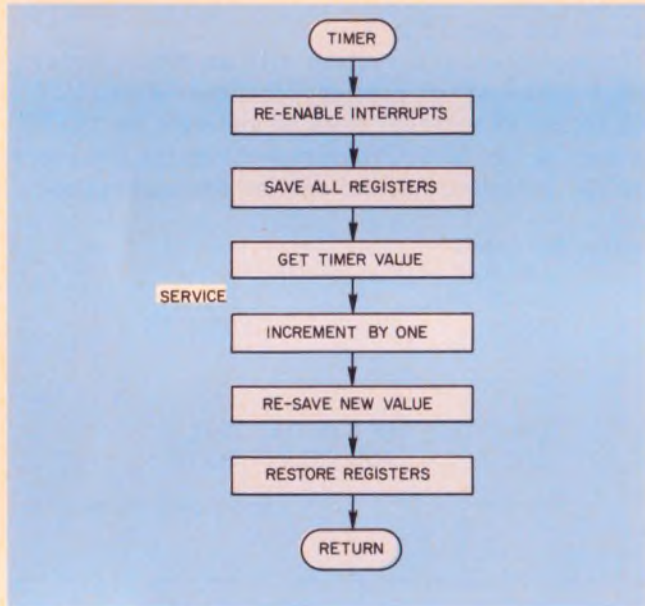 TIMER
RE-ENABLE INTERRUPTS
SAVE ALL REGISTERS
GET TIMER VALUE
SERVICE
INCREMENT BY ONE
RE-SAVE NEW VALUE
RESTORE REGISTERS
RETURN